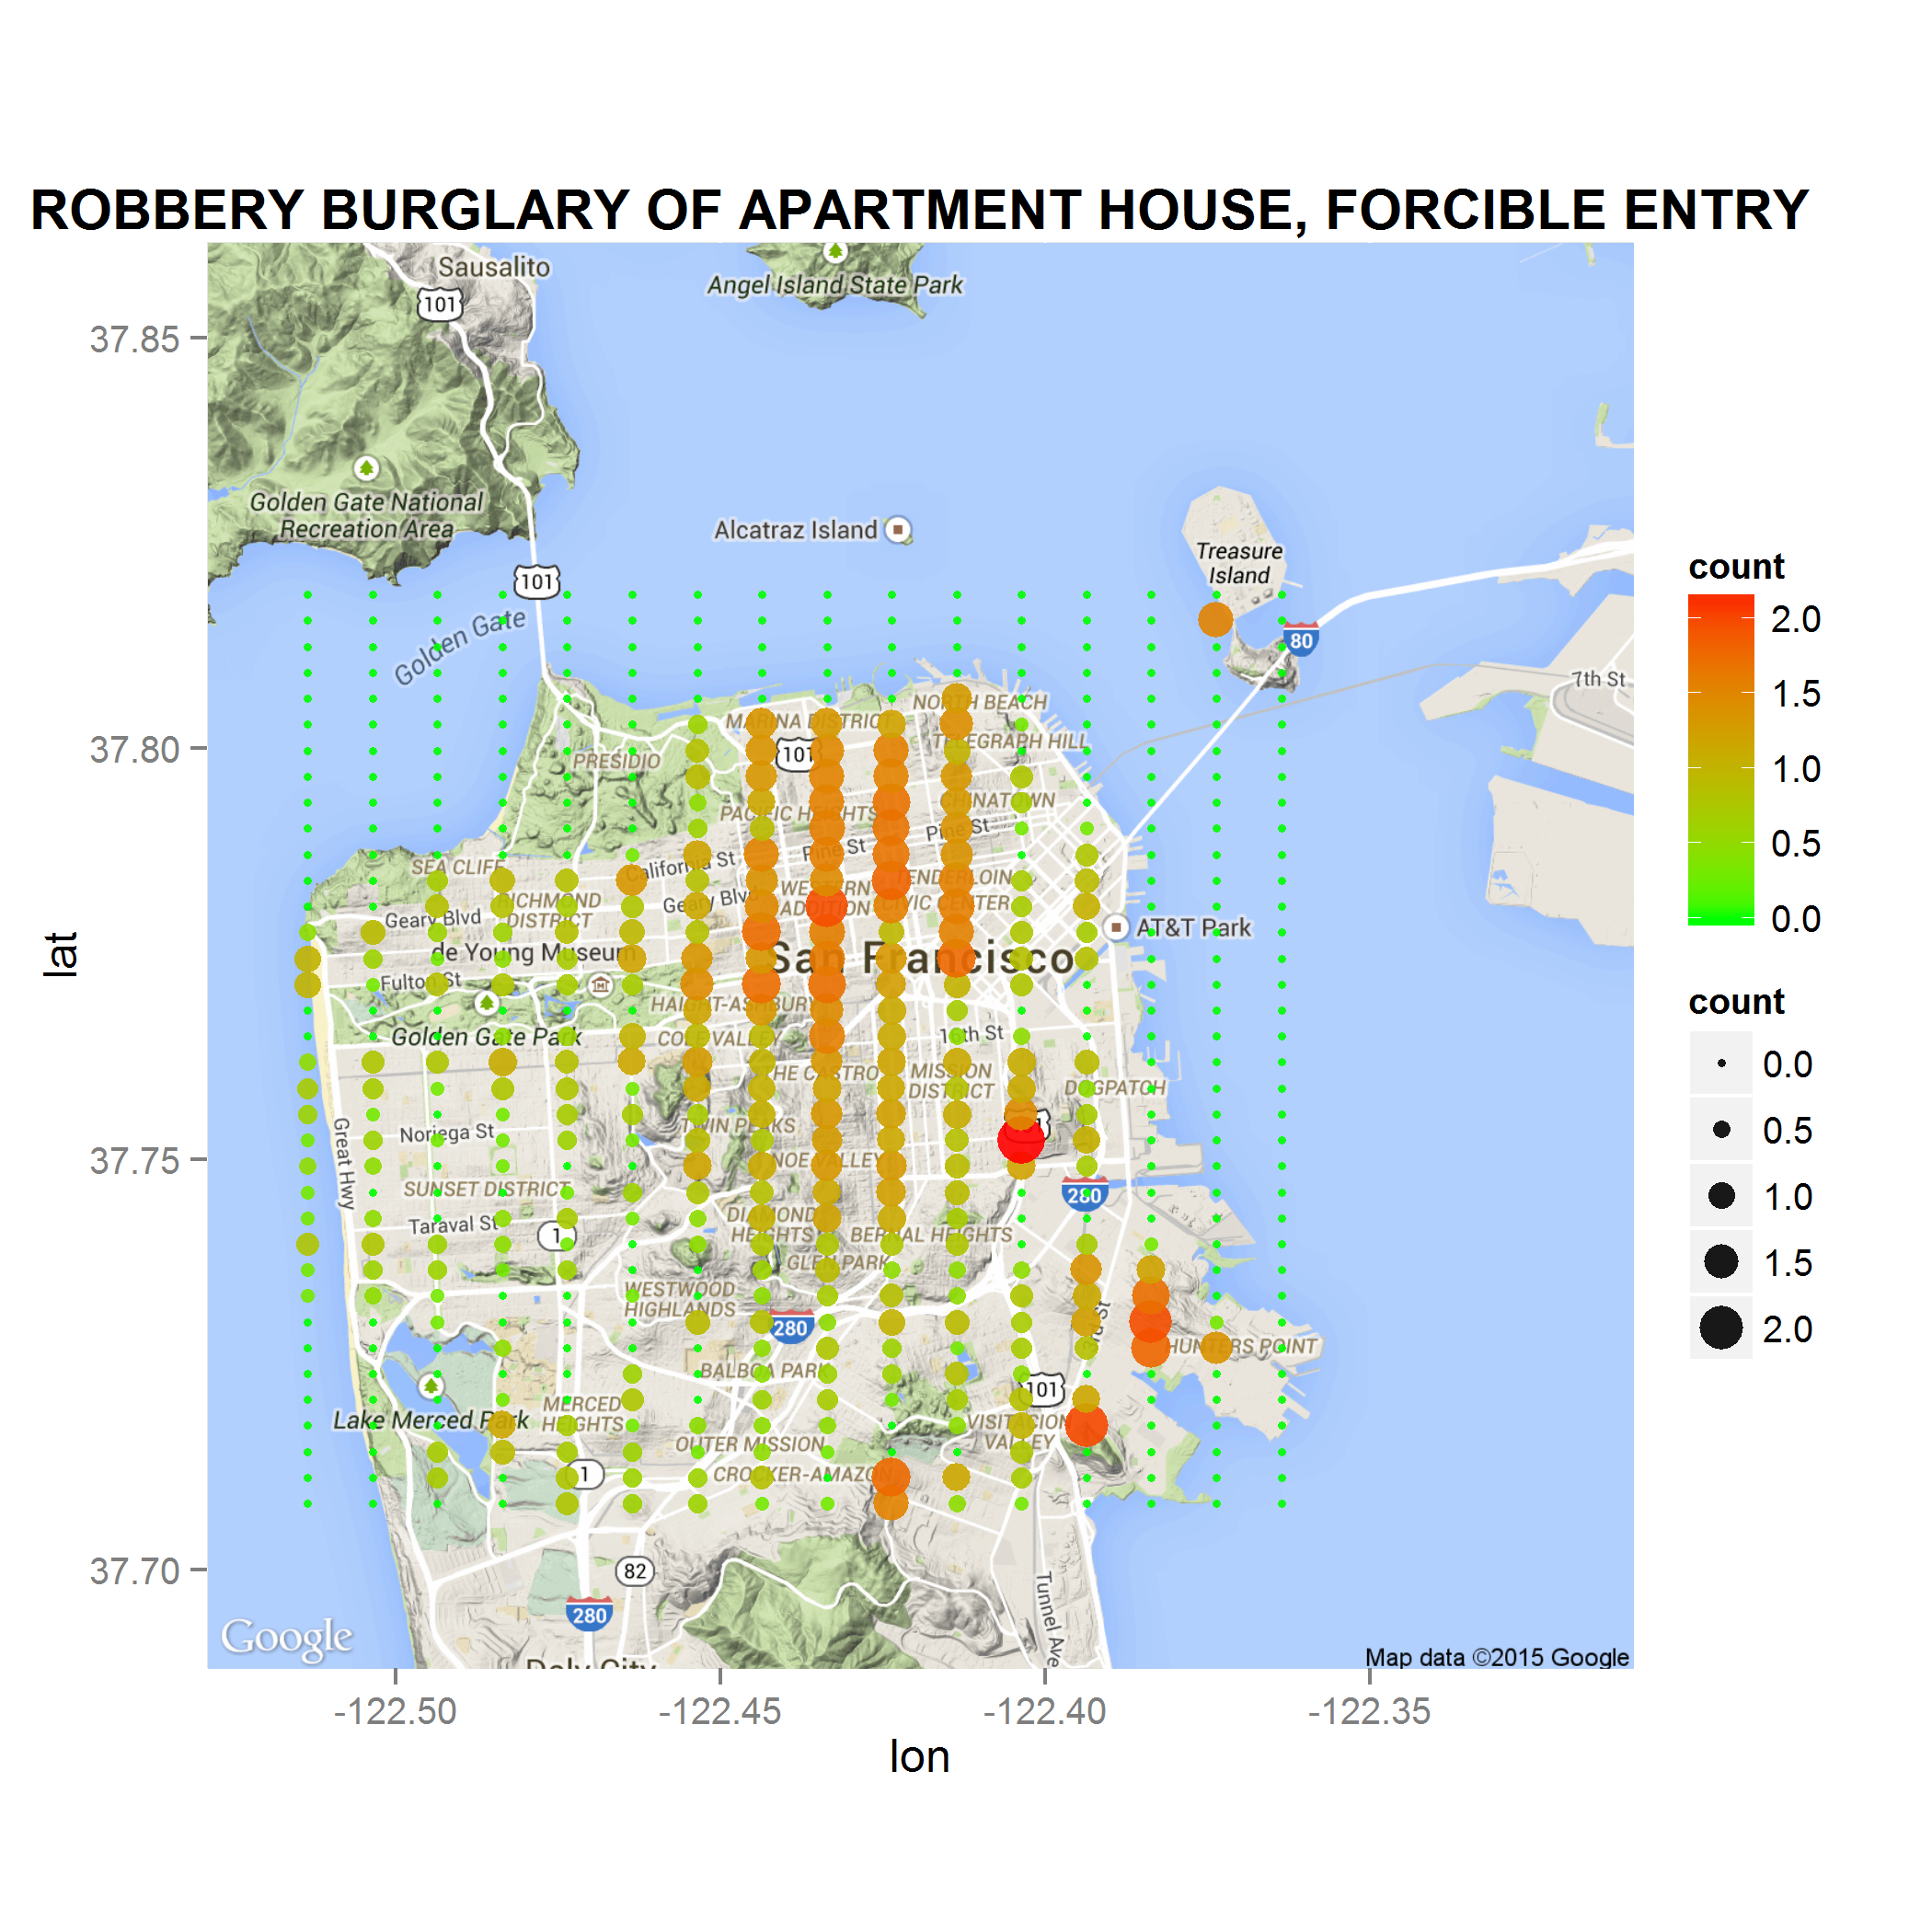 ROBBERY BURGLARY OF APARTMENT HOUSE, FORCIBLE ENTRY
Sausalito
101
Angel Island State Park
37.85
Golden Gate National
Recreation Area
Alcatraz Island
Treasure
Island
101
count
2.0
1.5
1.0
0.5
0.0
Golden Gate
80
7th St
NORTH BEACH
MARINA DISTRICT
TELEGRAPH HILL
37.80
101
PRESIDIO
CHINATOWN
PACIFIC HEIGHTS
Pine St
Pine St
California St
SEA CLIFF
TENDERLOIN
WESTERN
ADDITION
CIVIC CENTER
RICHMOND
DISTRICT
Geary Blvd
Geary Blvd
AT&T Park
lat
de Young Museum
San Francisco
Fulton St
HAIGHT-ASHBURY
count
0.0
0.5
1.0
1.5
2.0
Golden Gate Park
COLE VALLEY
16th St
THE CASTRO
MISSION
DISTRICT
DOGPATCH
Great Hwy
Noriega St
TWIN PEAKS
37.75
NOE VALLEY
SUNSET DISTRICT
280
Taraval St
1
DIAMOND
HEIGHTS
BERNAL HEIGHTS
GLEN PARK
WESTWOOD
HIGHLANDS
280
3rd St
HUNTERS POINT
BALBOA PARK
101
Lake Merced Park
MERCED
HEIGHTS
VISITACION
VALLEY
OUTER MISSION
CROCKER-AMAZON
1
37.70
82
280
Tunnel Ave
Google
Daly City
Map data ©2015 Google
-122.50
-122.45
-122.40
-122.35
lon